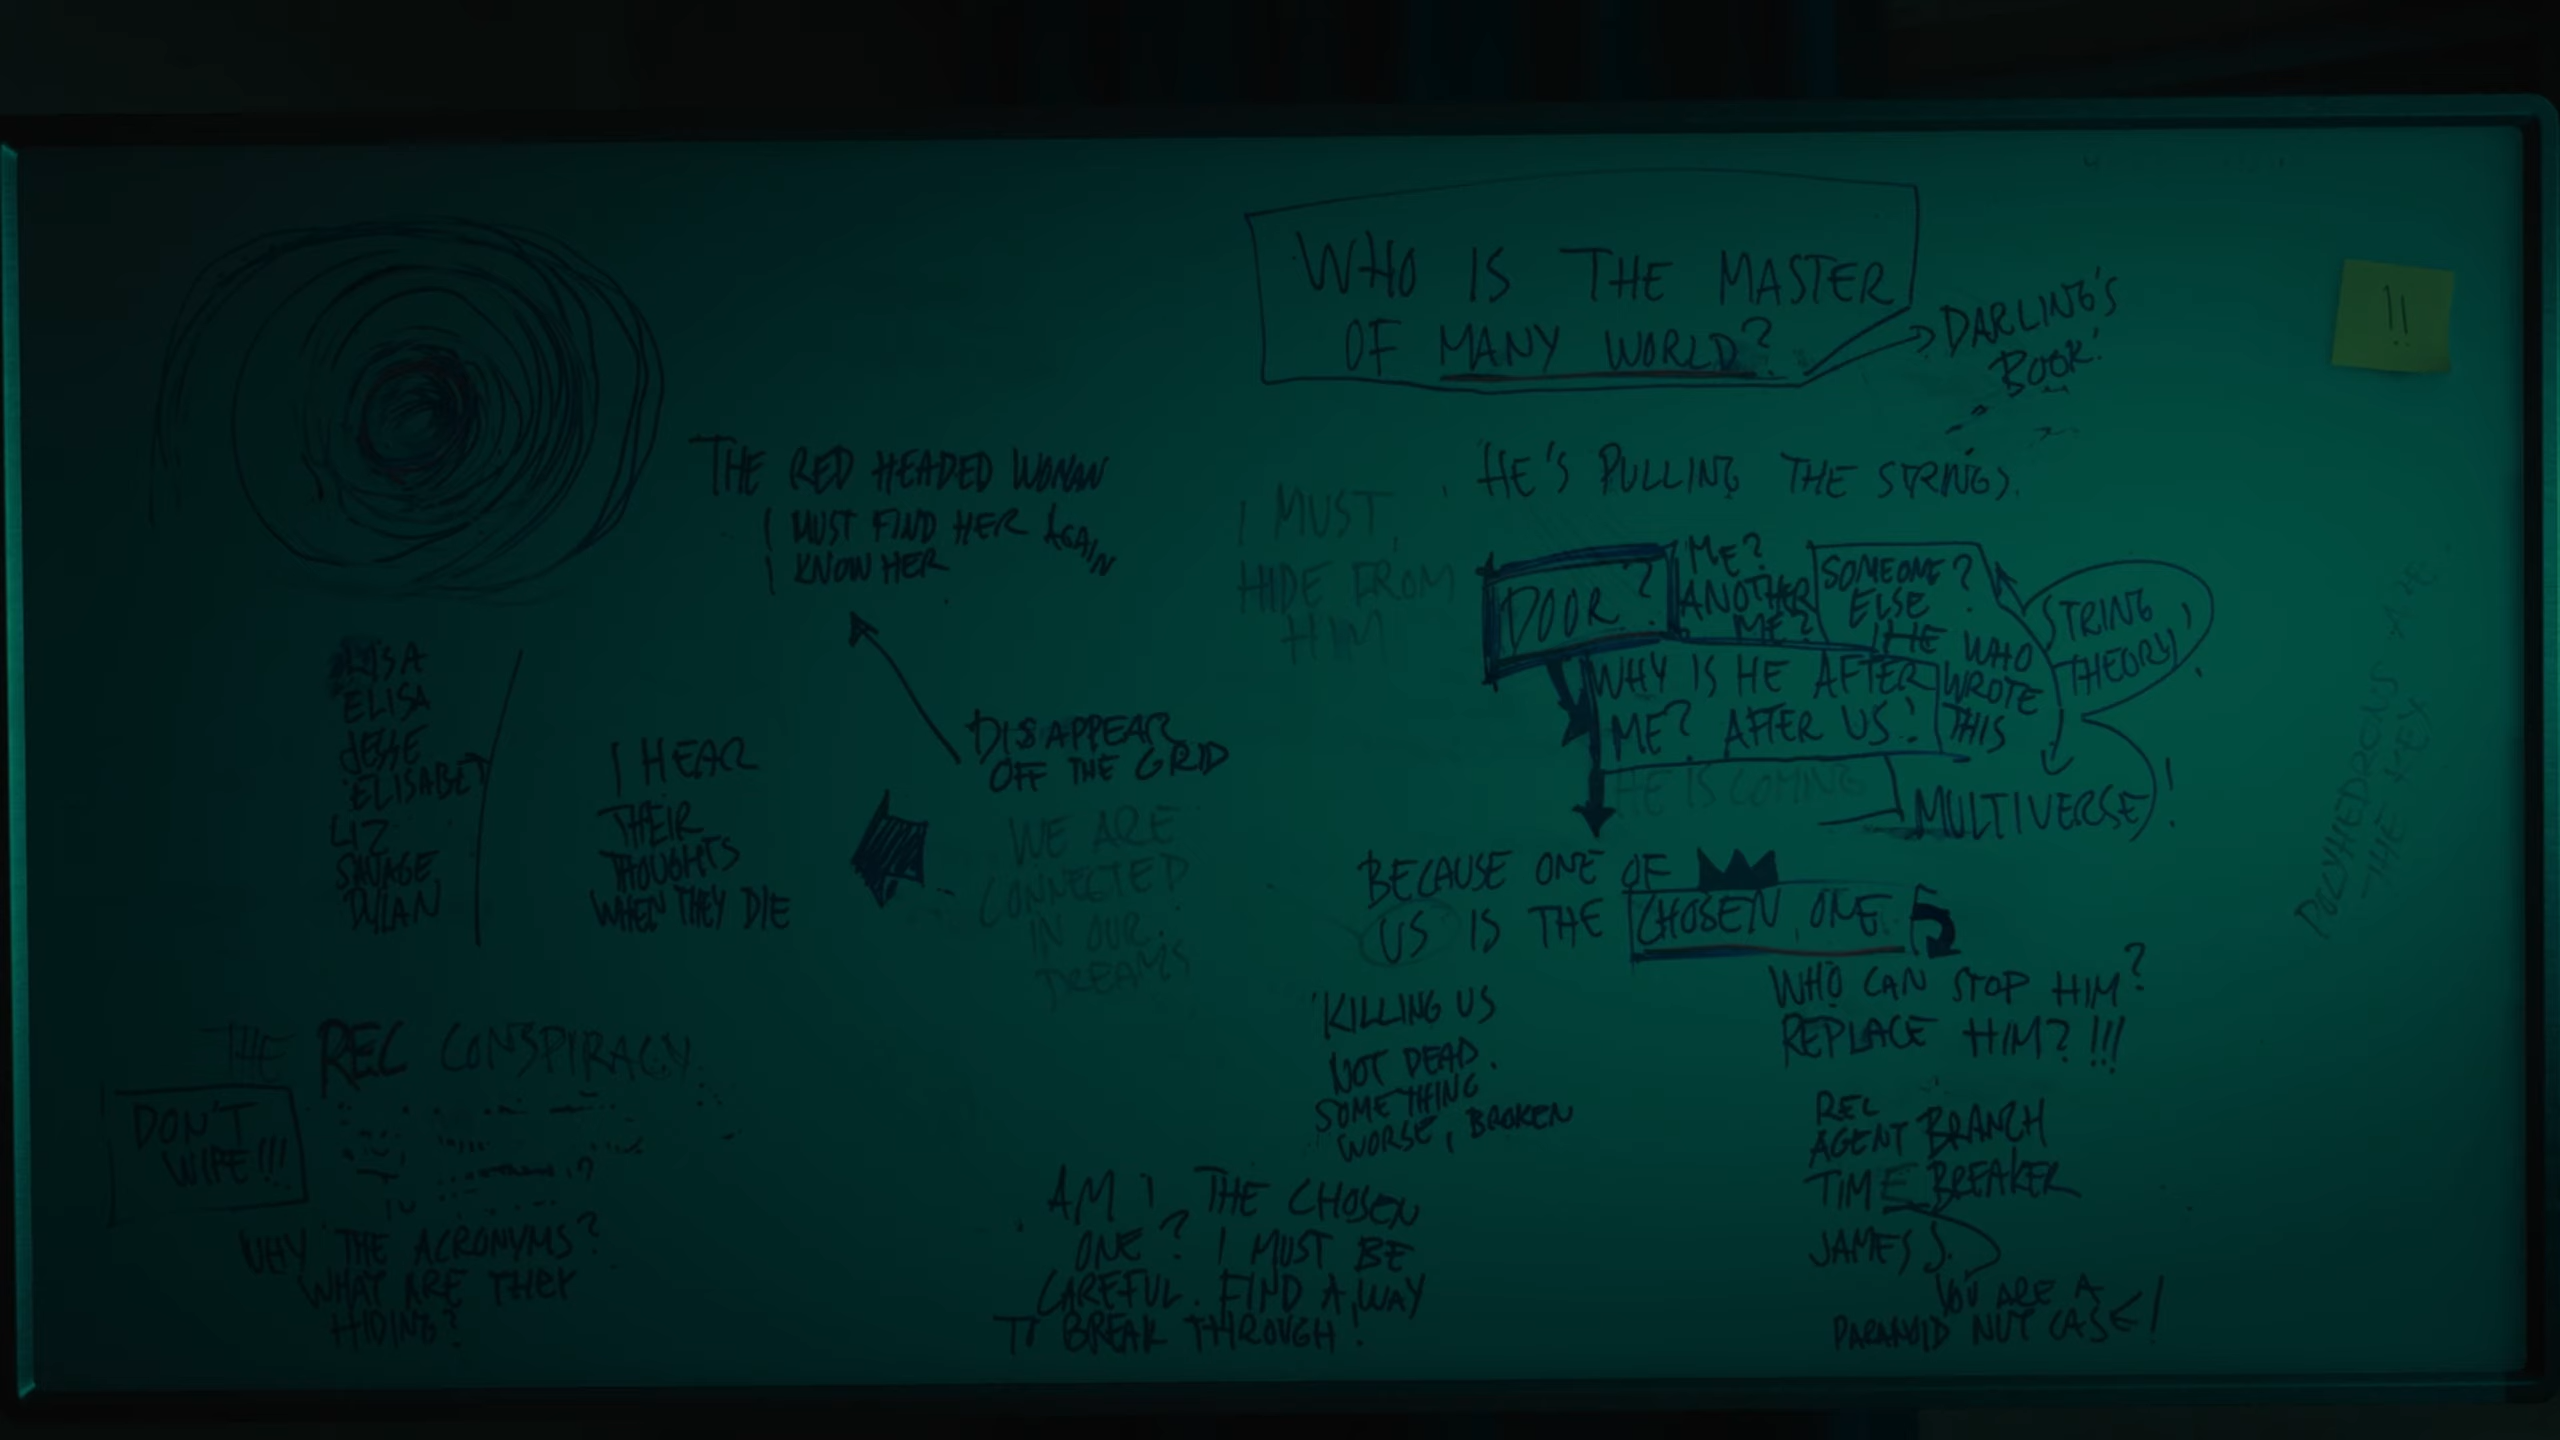 WHO IS THE MASTER
OF MANY WORLD?
DARLING'S
BOOK!
!!
HE'S PULLING THE STRINGS.
THE RED HEADED WOMAN
I MUST FIND HER AGAIN
I KNOW HER
I MUST
HIDE FROM
HIM
DOOR?
ME?
ANOTHER
ME?
SOMEONE?
ELSE
HE WHO
WROTE
THIS
STRING
THEORY!
WHY IS HE AFTER
ME? AFTER US!
HE IS COMING
MULTIVERSE!
POLYHEDRONS ARE
THE KEY
LISA
ELISA
JESSE
ELISABET
LIZ
SAVAGE
DYLAN
I HEAR
THEIR
THOUGHTS
WHEN THEY DIE
DISAPPEAR
OFF THE GRID
WE ARE
CONNECTED
IN OUR
DREAMS
BECAUSE ONE OF
US IS THE CHOSEN ONE
KILLING US
NOT DEAD.
SOMETHING
WORSE, BROKEN
WHO CAN STOP HIM?
REPLACE HIM? !!!
THE REC CONSPIRACY
DON'T
WIPE!!!
WHY THE ACRONYMS?
WHAT ARE THEY
HIDING?
AM I THE CHOSEN
ONE? I MUST BE
CAREFUL. FIND A WAY
TO BREAK THROUGH!
REC
AGENT BRANCH
TIME BREAKER
JAMES J.
YOU ARE A
PARANOID NUT CASE!